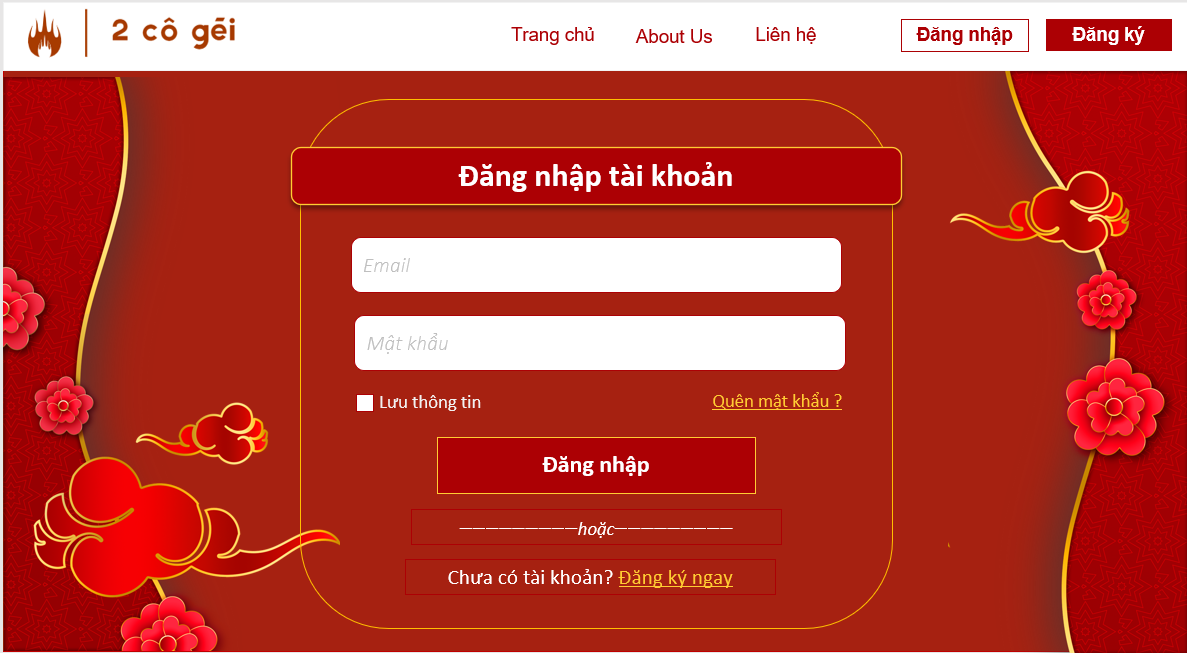 2 cô gếi
Trang chủ
About Us
Liên hệ
Đăng nhập
Đăng ký
Đăng nhập tài khoản
Email
Mật khẩu
Lưu thông tin
Quên mật khẩu ?
Đăng nhập
—————————hoặc—————————
Chưa có tài khoản? Đăng ký ngay